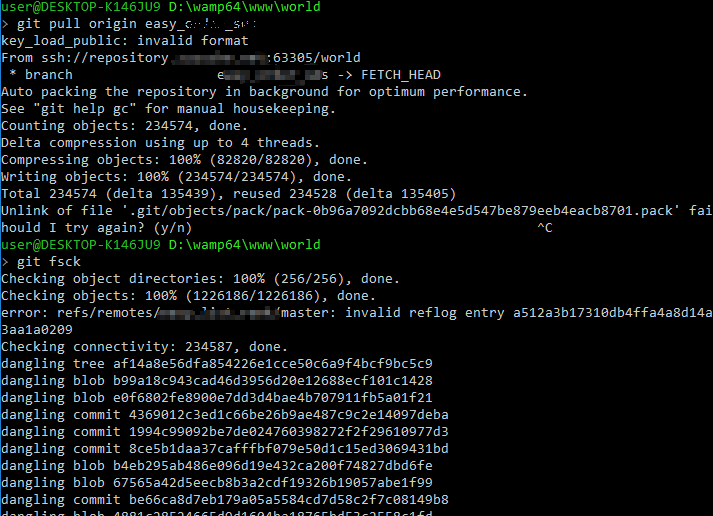 user@DESKTOP-K146JU9 D:\wamp64\www\world
> git pull origin easy_
key_load_public: invalid format
From ssh://repository. :63305/world
 * branch s -> FETCH_HEAD
Auto packing the repository in background for optimum performance.
See "git help gc" for manual housekeeping.
Counting objects: 234574, done.
Delta compression using up to 4 threads.
Compressing objects: 100% (82820/82820), done.
Writing objects: 100% (234574/234574), done.
Total 234574 (delta 135439), reused 234528 (delta 135405)
Unlink of file '.git/objects/pack/pack-0b96a7092dcbb68e4e5d547be879eeb4eacb8701.pack' fai
hould I try again? (y/n) ^C
user@DESKTOP-K146JU9 D:\wamp64\www\world
> git fsck
Checking object directories: 100% (256/256), done.
Checking objects: 100% (1226186/1226186), done.
error: refs/remotes/ /master: invalid reflog entry a512a3b17310db4ffa4a8d14a
3aa1a0209
Checking connectivity: 234587, done.
dangling tree af14a8e56dfa854226e1cce50c6a9f4bcf9bc5c9
dangling blob b99a18c943cad46d3956d20e12688ecf101c1428
dangling blob e0f6802fe8900e7dd3d4bae4b707911fb5a01f21
dangling commit 4369012c3ed1c66be26b9ae487c9c2e14097deba
dangling commit 1994c99092be7de024760398272f2f29610977d3
dangling commit 8ce5b1daa37cafffbf079e50d1c15ed3069431bd
dangling blob b4eb295ab486e096d19e432ca200f74827dbd6fe
dangling blob 67565a42d5eecb8b3a2cdf19326b19057abe1f99
dangling commit be66ca8d7eb179a05a5584cd7d58c2f7c08149b8
dangling blob